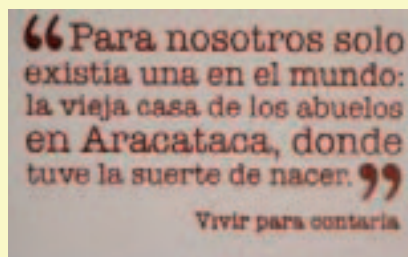 “Para nosotros solo
existía una en el mundo:
la vieja casa de los abuelos
en Aracataca, donde
tuve la suerte de nacer.”
Vivir para contarla